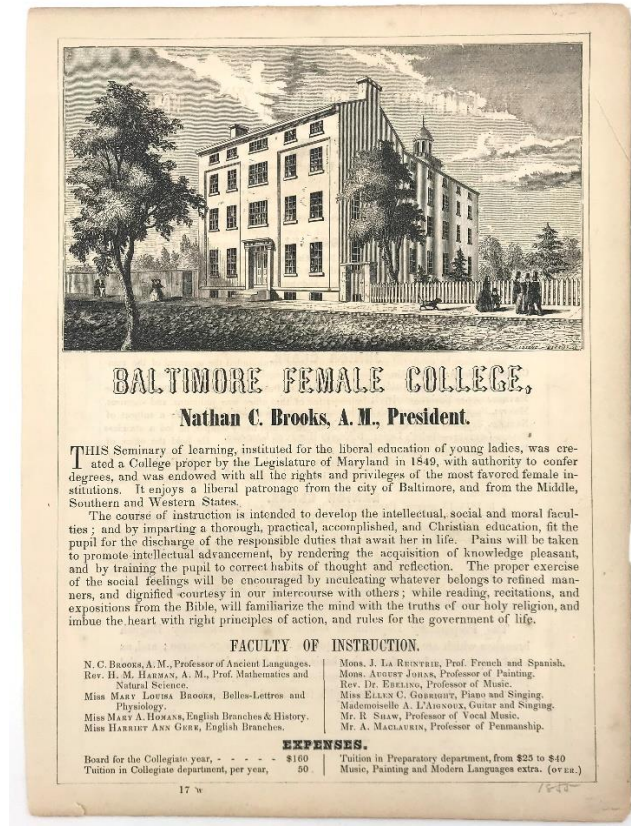 BALTIMORE FEMALE COLLEGE,
Nathan C. Brooks, A. M., President.
THIS Seminary of learning, instituted for the liberal education of young ladies, was cre-
ated a College proper by the Legislature of Maryland in 1849, with authority to confer
degrees, and was endowed with all the rights and privileges of the most favored female in-
stitutions. It enjoys a liberal patronage from the city of Baltimore, and from the Middle,
Southern and Western States.
The course of instruction is intended to develop the intellectual, social and moral facul-
ties; and by imparting a thorough, practical, accomplished, and Christian education, fit the
pupil for the discharge of the responsible duties that await her in life. Pains will be taken
to promote intellectual advancement, by rendering the acquisition of knowledge pleasant,
and by training the pupil to correct habits of thought and reflection. The proper exercise
of the social feelings will be encouraged by inculcating whatever belongs to refined man-
ners, and dignified courtesy in our intercourse with others; while reading, recitations, and
expositions from the Bible, will familiarize the mind with the truths of our holy religion, and
imbue the heart with right principles of action, and rules for the government of life.
FACULTY OF INSTRUCTION.
N. C. BROOKS, A. M., Professor of Ancient Languages.
Rev. H. M. HARMAN, A. M., Prof. Mathematics and
Natural Science.
Miss MARY LOUISA BROOKS, Belles-Lettres and
Physiology.
Miss MARY A. HOMANS, English Branches & History.
Miss HARRIET ANN GERE, English Branches.
Mons. J. LA REINTRIE, Prof. French and Spanish.
Mons. AUGUST JOHNS, Professor of Painting.
Rev. Dr. EBELING, Professor of Music.
Miss ELLEN C. GOBRIGHT, Piano and Singing.
Mademoiselle A. L'AIGNOUX, Guitar and Singing.
Mr. R SHAW, Professor of Vocal Music.
Mr. A. MACLAURIN, Professor of Penmanship.
EXPENSES.
Board for the Collegiate year, - - - - - $160
Tuition in Collegiate department, per year, 50
Tuition in Preparatory department, from $25 to $40
Music, Painting and Modern Languages extra. (OVER.)
17 w
1855